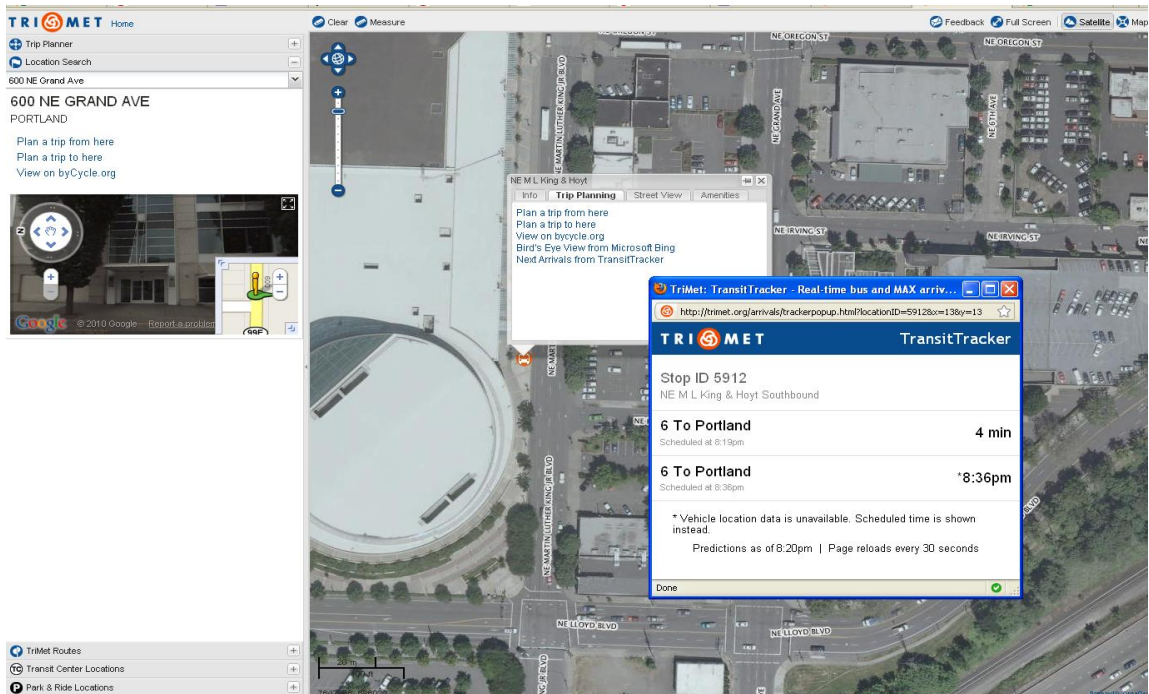 TRIMET Home
Clear Measure
Feedback Full Screen Satellite Map
Trip Planner
Location Search
600 NE Grand Ave
600 NE GRAND AVE
PORTLAND
Plan a trip from here
Plan a trip to here
View on byCycle.org
N
Google © 2010 Google Report a problem
99E
TriMet Routes
TC Transit Center Locations
P Park & Ride Locations
NE OREGON ST
NE OREGON ST
NE MARTIN LUTHER KING JR BLVD
NE GRAND AVE
NE 6TH AVE
NE IRVING ST
NE IRVING ST
NE M L King & Hoyt
Info Trip Planning Street View Amenities
Plan a trip from here
Plan a trip to here
View on bycycle.org
Bird's Eye View from Microsoft Bing
Next Arrivals from TransitTracker
TriMet: TransitTracker - Real-time bus and MAX arriv...
http://trimet.org/arrivals/trackerpopup.html?locationID=5912&x=13&y=13
TRIMET TransitTracker
Stop ID 5912
NE M L King & Hoyt Southbound
6 To Portland
Scheduled at 8:19pm
4 min
6 To Portland
Scheduled at 8:36pm
*8:36pm
* Vehicle location data is unavailable. Scheduled time is shown
instead.
Predictions as of 8:20pm | Page reloads every 30 seconds
Done
NE MARTIN LUTHER KING JR BLVD
NE LLOYD BLVD
NE LLOYD BLVD
20 m